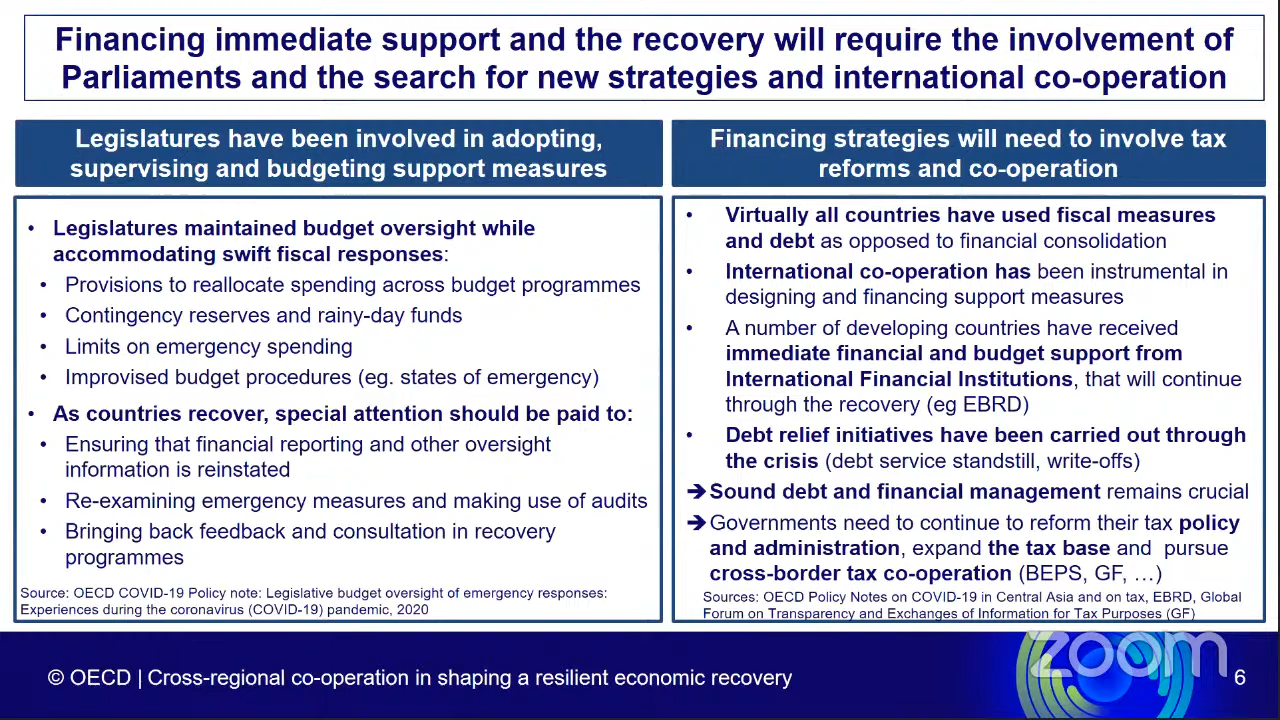 Financing immediate support and the recovery will require the involvement of
Parliaments and the search for new strategies and international co-operation
Legislatures have been involved in adopting,
supervising and budgeting support measures
• Legislatures maintained budget oversight while
accommodating swift fiscal responses:
• Provisions to reallocate spending across budget programmes
• Contingency reserves and rainy-day funds
• Limits on emergency spending
• Improvised budget procedures (eg. states of emergency)
• As countries recover, special attention should be paid to:
• Ensuring that financial reporting and other oversight
information is reinstated
• Re-examining emergency measures and making use of audits
• Bringing back feedback and consultation in recovery
programmes
Source: OECD COVID-19 Policy note: Legislative budget oversight of emergency responses:
Experiences during the coronavirus (COVID-19) pandemic, 2020
Financing strategies will need to involve tax
reforms and co-operation
• Virtually all countries have used fiscal measures
and debt as opposed to financial consolidation
• International co-operation has been instrumental in
designing and financing support measures
• A number of developing countries have received
immediate financial and budget support from
International Financial Institutions, that will continue
through the recovery (eg EBRD)
• Debt relief initiatives have been carried out through
the crisis (debt service standstill, write-offs)
➔ Sound debt and financial management remains crucial
➔ Governments need to continue to reform their tax policy
and administration, expand the tax base and pursue
cross-border tax co-operation (BEPS, GF, …)
Sources: OECD Policy Notes on COVID-19 in Central Asia and on tax, EBRD, Global
Forum on Transparency and Exchanges of Information for Tax Purposes (GF)
© OECD | Cross-regional co-operation in shaping a resilient economic recovery
zoom
6